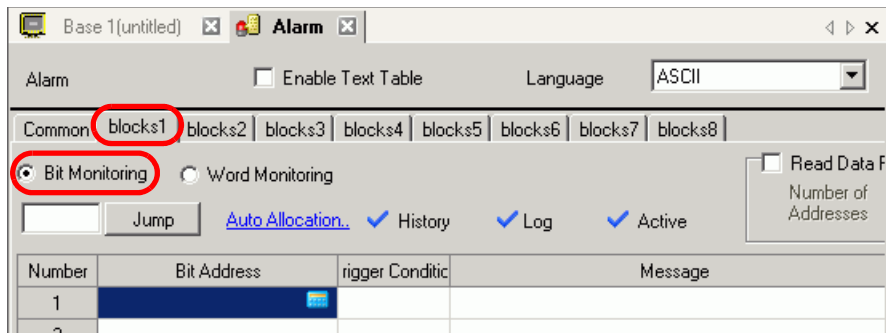 Base 1(untitled) Alarm
Alarm Enable Text Table Language ASCII
Common blocks1 blocks2 blocks3 blocks4 blocks5 blocks6 blocks7 blocks8
Bit Monitoring Word Monitoring Read Data
Number of
Jump Auto Allocation.. History Log Active Addresses
Number Bit Address rigger Conditic Message
1